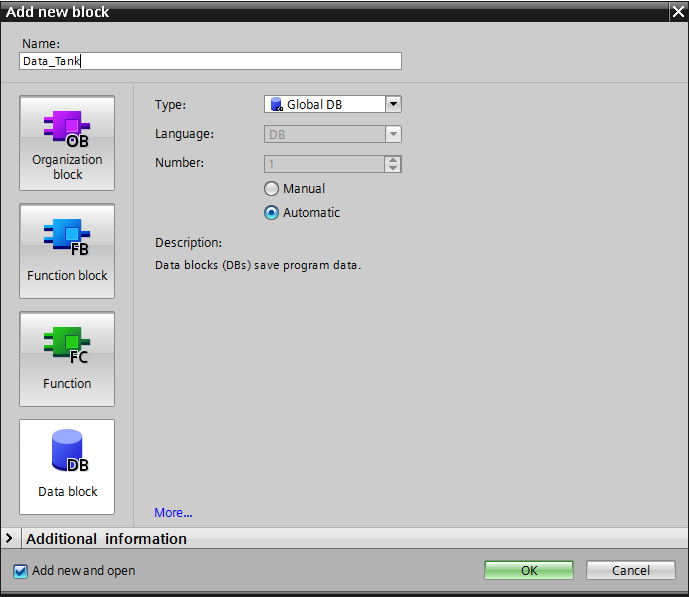 Add new block
Name:
Data_Tank
OB
Organization
block
FB
Function block
FC
Function
DB
Data block
Type:
Global DB
Language:
DB
Number:
1
Manual
Automatic
Description:
Data blocks (DBs) save program data.
More...
Additional information
Add new and open
OK
Cancel